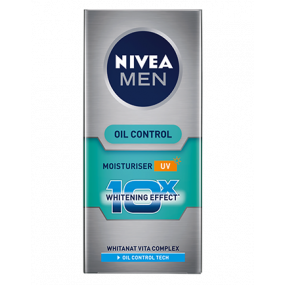 NIVEA
MEN
OIL CONTROL
MOISTURISER UV
10X
WHITENING EFFECT*
WHITANAT VITA COMPLEX
OIL CONTROL TECH